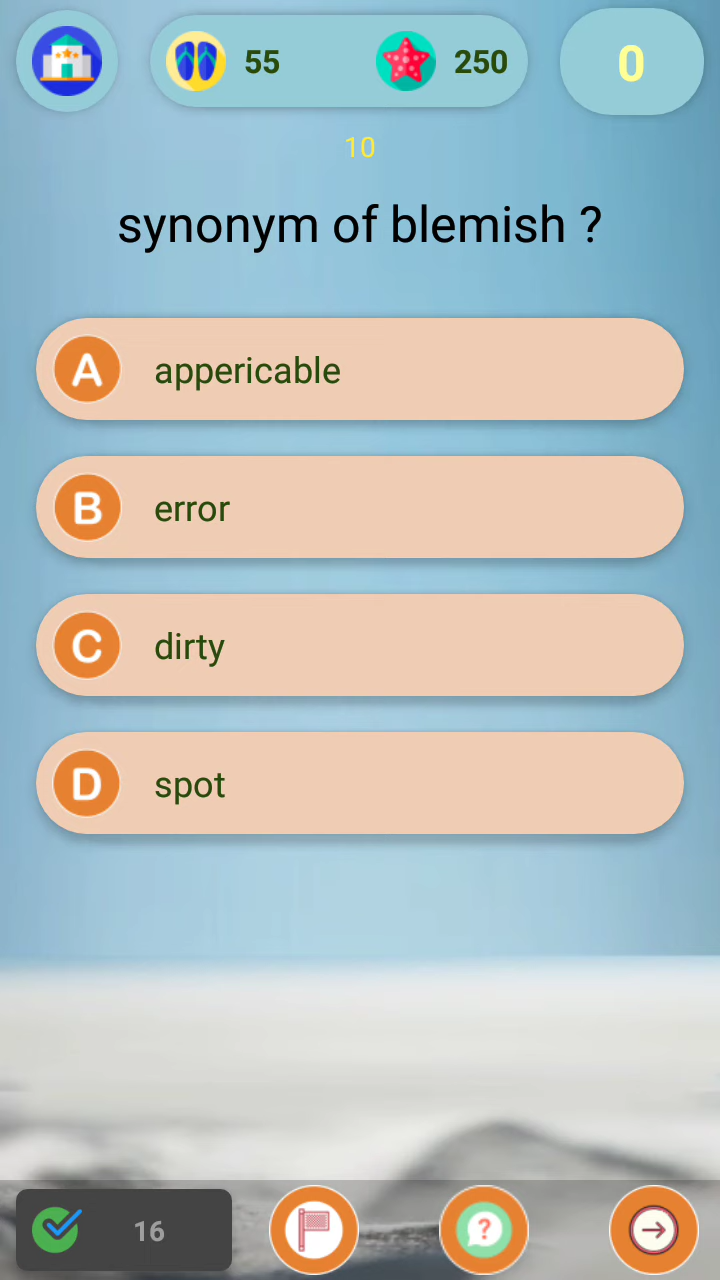 55
250
0
10
synonym of blemish ?
A appericable
B error
C dirty
D spot
16
?